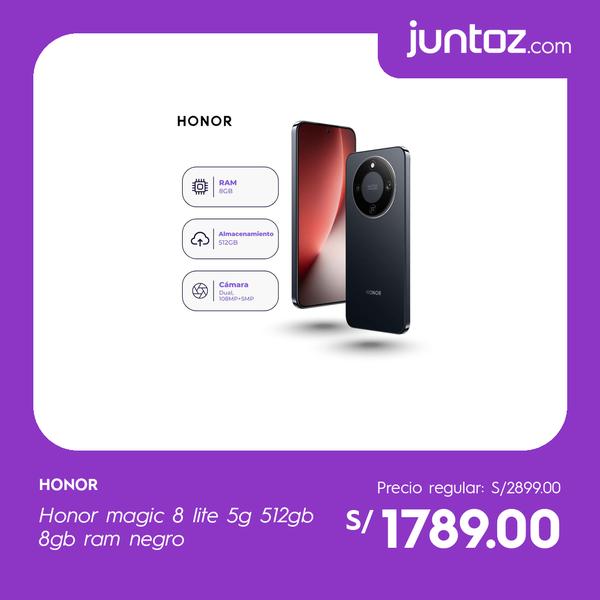 juntoz.com
HONOR
RAM
8GB
Almacenamiento
512GB
Cámara
Dual,
108MP+5MP
HONOR
HONOR
Honor magic 8 lite 5g 512gb
8gb ram negro
Precio regular: S/2899.00
S/1789.00